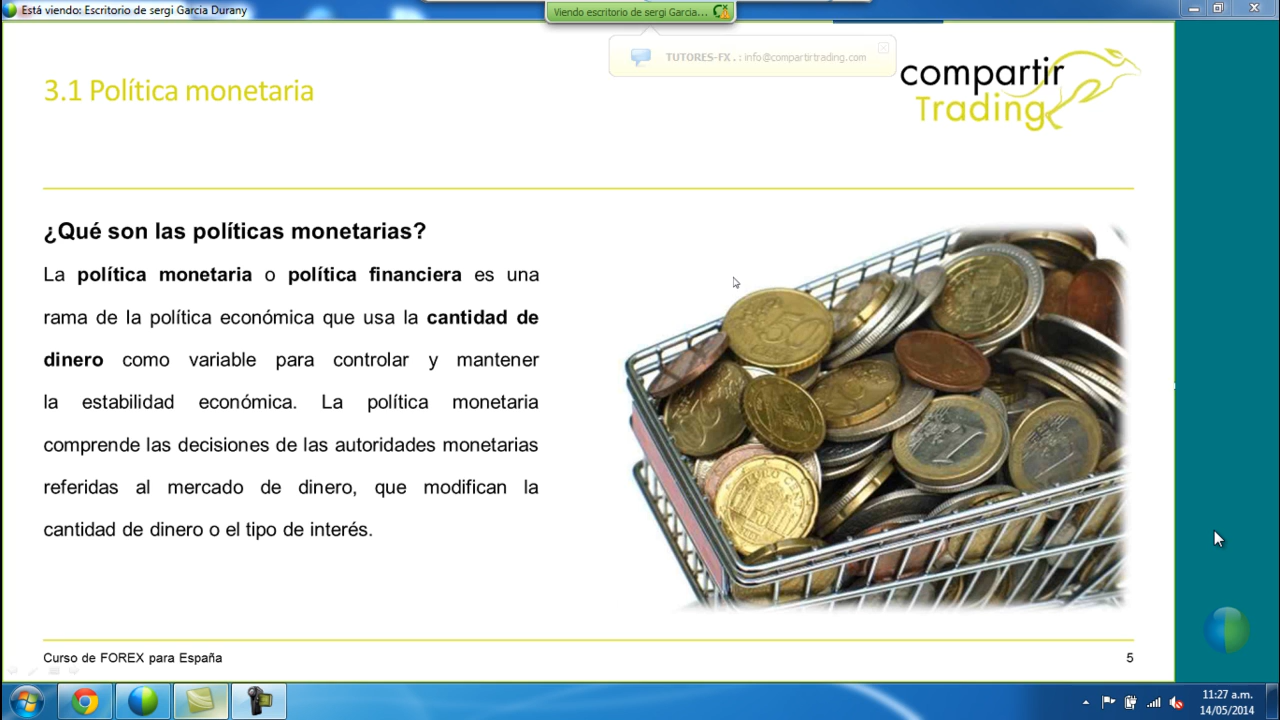 Está viendo: Escritorio de sergi Garcia Durany
Viendo escritorio de sergi Garcia...
TUTORES-FX . : info@compartirtrading.com
compartir
Trading
3.1 Política monetaria
¿Qué son las políticas monetarias?
La política monetaria o política financiera es una
rama de la política económica que usa la cantidad de
dinero como variable para controlar y mantener
la estabilidad económica. La política monetaria
comprende las decisiones de las autoridades monetarias
referidas al mercado de dinero, que modifican la
cantidad de dinero o el tipo de interés.
50
1
1
Curso de FOREX para España
5
11:27 a.m.
14/05/2014